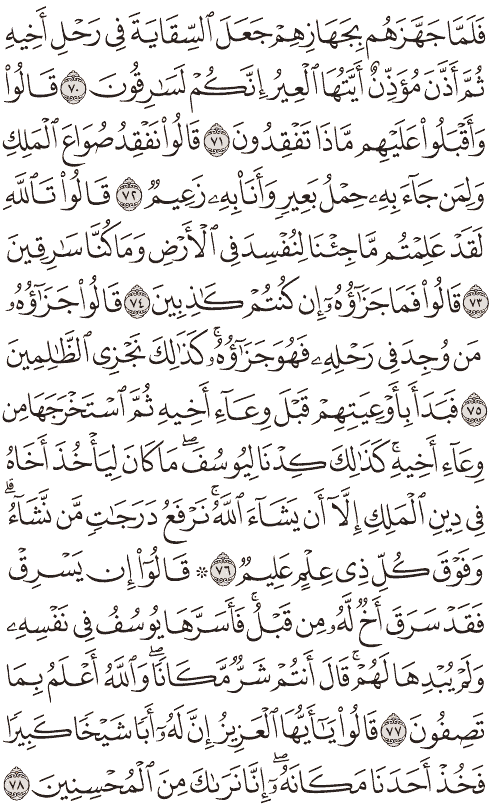 فَلَمَّا جَهَّزَهُم بِجَهَازِهِمْ جَعَلَ ٱلسِّقَايَةَ فِى رَحْلِ أَخِيهِ
ثُمَّ أَذَّنَ مُؤَذِّنٌ أَيَّتُهَا ٱلْعِيرُ إِنَّكُمْ لَسَٰرِقُونَ ٧٠ قَالُوا۟
وَأَقْبَلُوا۟ عَلَيْهِم مَّاذَا تَفْقِدُونَ ٧١ قَالُوا۟ نَفْقِدُ صُوَاعَ ٱلْمَلِكِ
وَلِمَن جَآءَ بِهِۦ حِمْلُ بَعِيرٍ وَأَنَا۠ بِهِۦ زَعِيمٌ ٧٢ قَالُوا۟ تَٱللَّهِ
لَقَدْ عَلِمْتُم مَّا جِئْنَا لِنُفْسِدَ فِى ٱلْأَرْضِ وَمَا كُنَّا سَٰرِقِينَ
٧٣ قَالُوا۟ فَمَا جَزَٰٓؤُهُۥٓ إِن كُنتُمْ كَٰذِبِينَ ٧٤ قَالُوا۟ جَزَٰٓؤُهُۥ
مَن وُجِدَ فِى رَحْلِهِۦ فَهُوَ جَزَٰٓؤُهُۥ ۚ كَذَٰلِكَ نَجْزِى ٱلظَّٰلِمِينَ
٧٥ فَبَدَأَ بِأَوْعِيَتِهِمْ قَبْلَ وِعَآءِ أَخِيهِ ثُمَّ ٱسْتَخْرَجَهَا مِن
وِعَآءِ أَخِيهِ ۚ كَذَٰلِكَ كِدْنَا لِيُوسُفَ ۖ مَا كَانَ لِيَأْخُذَ أَخَاهُ
فِى دِينِ ٱلْمَلِكِ إِلَّآ أَن يَشَآءَ ٱللَّهُ ۚ نَرْفَعُ دَرَجَٰتٍ مَّن نَّشَآءُ ۗ
وَفَوْقَ كُلِّ ذِى عِلْمٍ عَلِيمٌ ٧٦ ۞ قَالُوٓا۟ إِن يَسْرِقْ
فَقَدْ سَرَقَ أَخٌ لَّهُۥ مِن قَبْلُ ۚ فَأَسَرَّهَا يُوسُفُ فِى نَفْسِهِۦ
وَلَمْ يُبْدِهَا لَهُمْ ۚ قَالَ أَنتُمْ شَرٌّ مَّكَانًا ۖ وَٱللَّهُ أَعْلَمُ بِمَا
تَصِفُونَ ٧٧ قَالُوا۟ يَٰٓأَيُّهَا ٱلْعَزِيزُ إِنَّ لَهُۥٓ أَبًا شَيْخًا كَبِيرًا
فَخُذْ أَحَدَنَا مَكَانَهُۥٓ ۖ إِنَّا نَرَىٰكَ مِنَ ٱلْمُحْسِنِينَ ٧٨